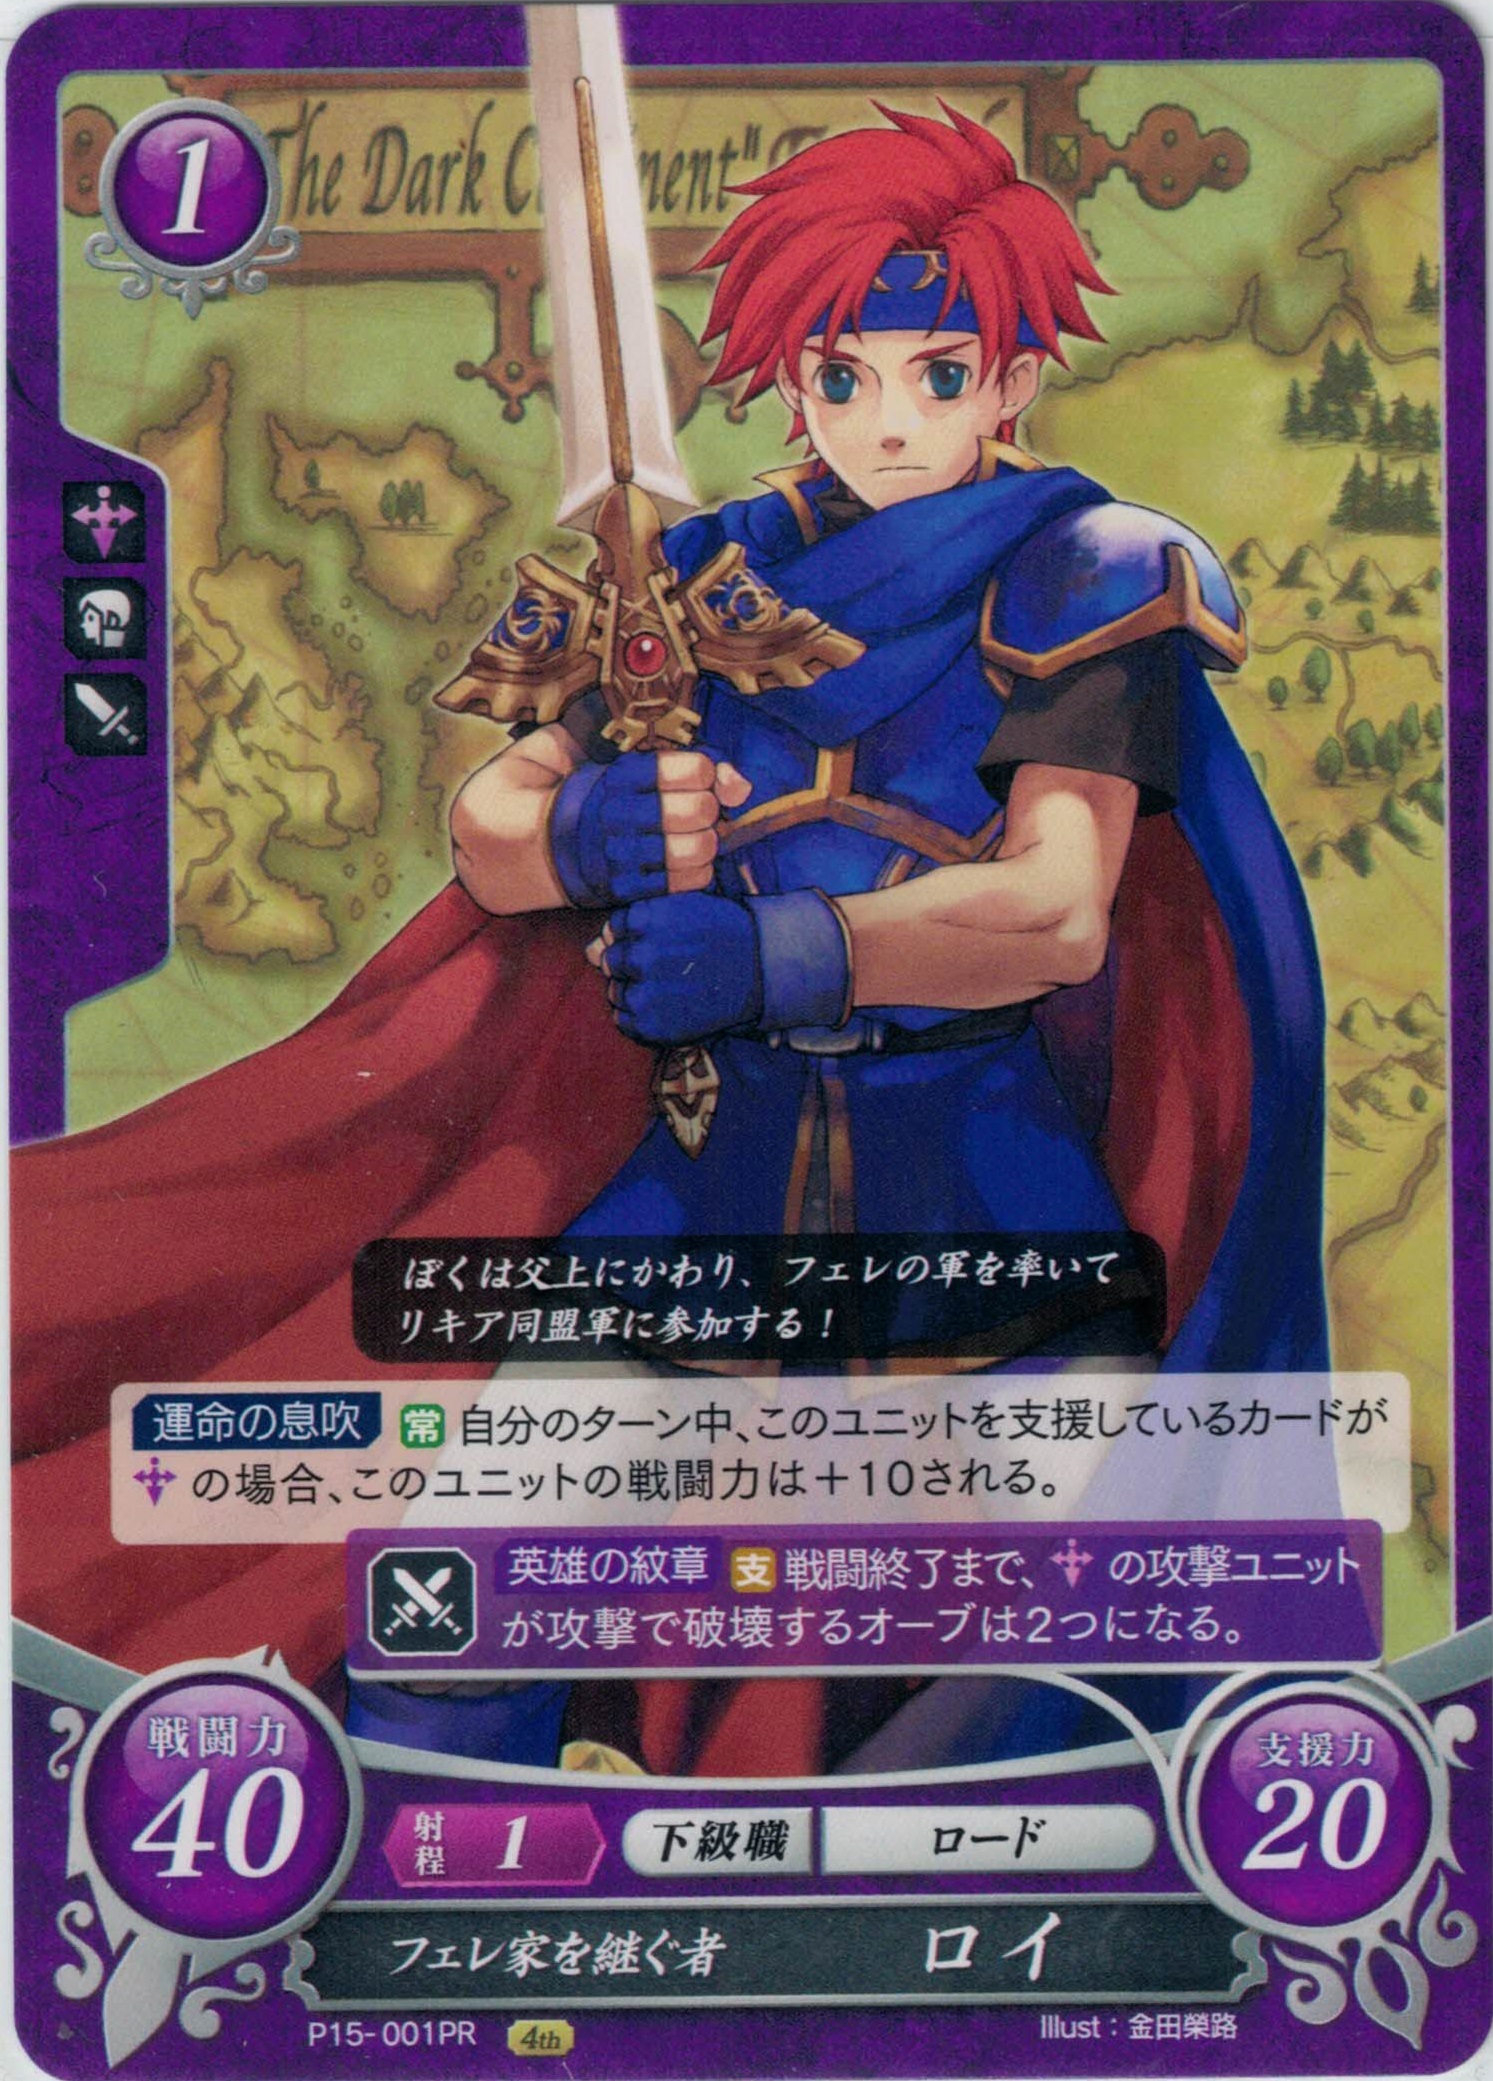 1
The Dark
戦闘力
40
支援力
20
ぼくは父上にかわり、フェレの軍を率いて
リキア同盟軍に参加する！
運命の息吹 常 自分のターン中、このユニットを支援しているカードが
の場合、このユニットの戦闘力は＋10される。
英雄の紋章 支 戦闘終了まで、 の攻撃ユニット
が攻撃で破壊するオーブは2つになる。
射程 1 下級職 ロード
フェレ家を継ぐ者 ロイ
P15-001PR 4th Illust：金田榮路